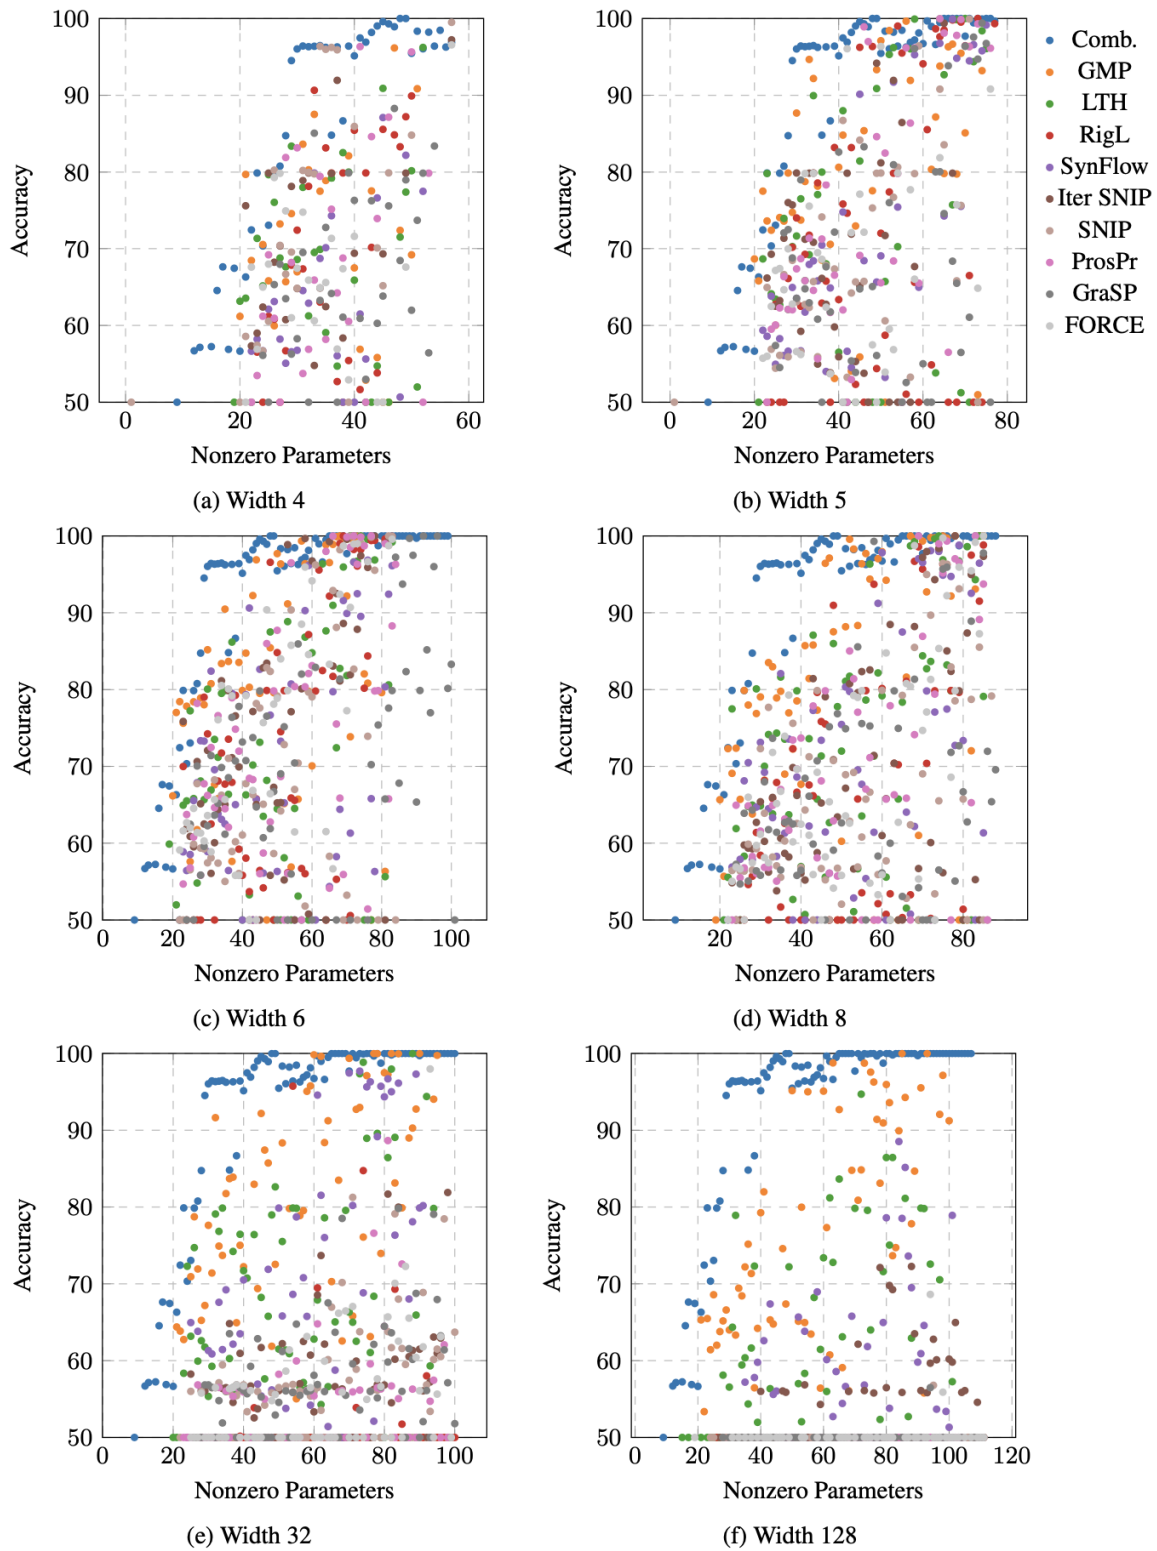 100
90
80
70
60
50
0
20
40
60
Accuracy
Nonzero Parameters
(a) Width 4
100
90
80
70
60
50
0
20
40
60
80
Accuracy
Nonzero Parameters
(b) Width 5
Comb.
GMP
LTH
RigL
SynFlow
Iter SNIP
SNIP
ProsPr
GraSP
FORCE
100
90
80
70
60
50
0
20
40
60
80
100
Accuracy
Nonzero Parameters
(c) Width 6
100
90
80
70
60
50
20
40
60
80
Accuracy
Nonzero Parameters
(d) Width 8
100
90
80
70
60
50
0
20
40
60
80
100
Accuracy
Nonzero Parameters
(e) Width 32
100
90
80
70
60
50
0
20
40
60
80
100
120
Accuracy
Nonzero Parameters
(f) Width 128